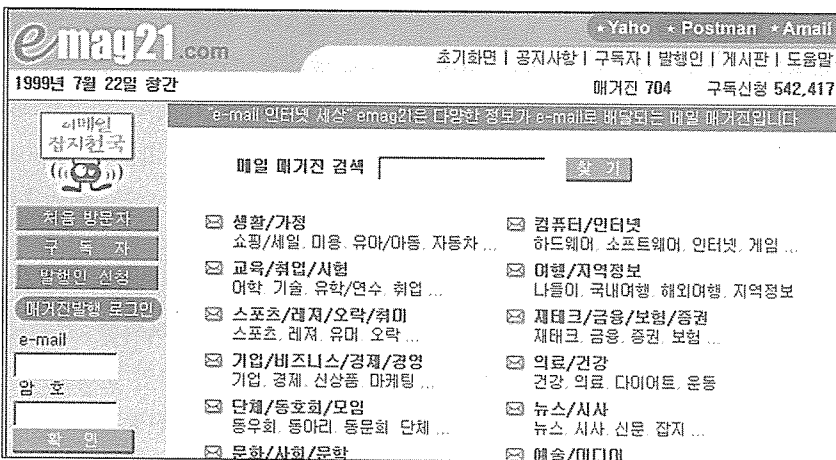 ★Yaho ★Postman ★Amail
emag21.com
초기화면 | 공지사항 | 구독자 | 발행인 | 게시판 | 도움말
1999년 7월 22일 창간
매거진 704 구독신청 542,417
"e-mail 인터넷 세상" emag21은 다양한 정보가 e-mail로 배달되는 메일 매거진입니다
이메일
잡지천국
메일 매거진 검색
찾 기
처음 방문자
구 독 자
발행인 신청
매거진발행 로그인
e-mail
암 호
확 인
생활/가정
쇼핑/세일, 미용, 유아/아동, 자동차 ...
교육/취업/시험
어학, 기술, 유학/연수, 취업 ...
스포츠/레저/오락/취미
스포츠, 레져, 유머, 오락 ...
기업/비즈니스/경제/경영
기업, 경제, 신상품, 마케팅 ...
단체/동호회/모임
동우회, 동아리, 동문회, 단체 ...
문화/사회/문학
컴퓨터/인터넷
하드웨어, 소프트웨어, 인터넷, 게임 ...
여행/지역정보
나들이, 국내여행, 해외여행, 지역정보
재테크/금융/보험/증권
재테크, 금융, 증권, 보험 ...
의료/건강
건강, 의료, 다이어트, 운동
뉴스/시사
뉴스, 시사, 신문, 잡지 ...
예술/미디어